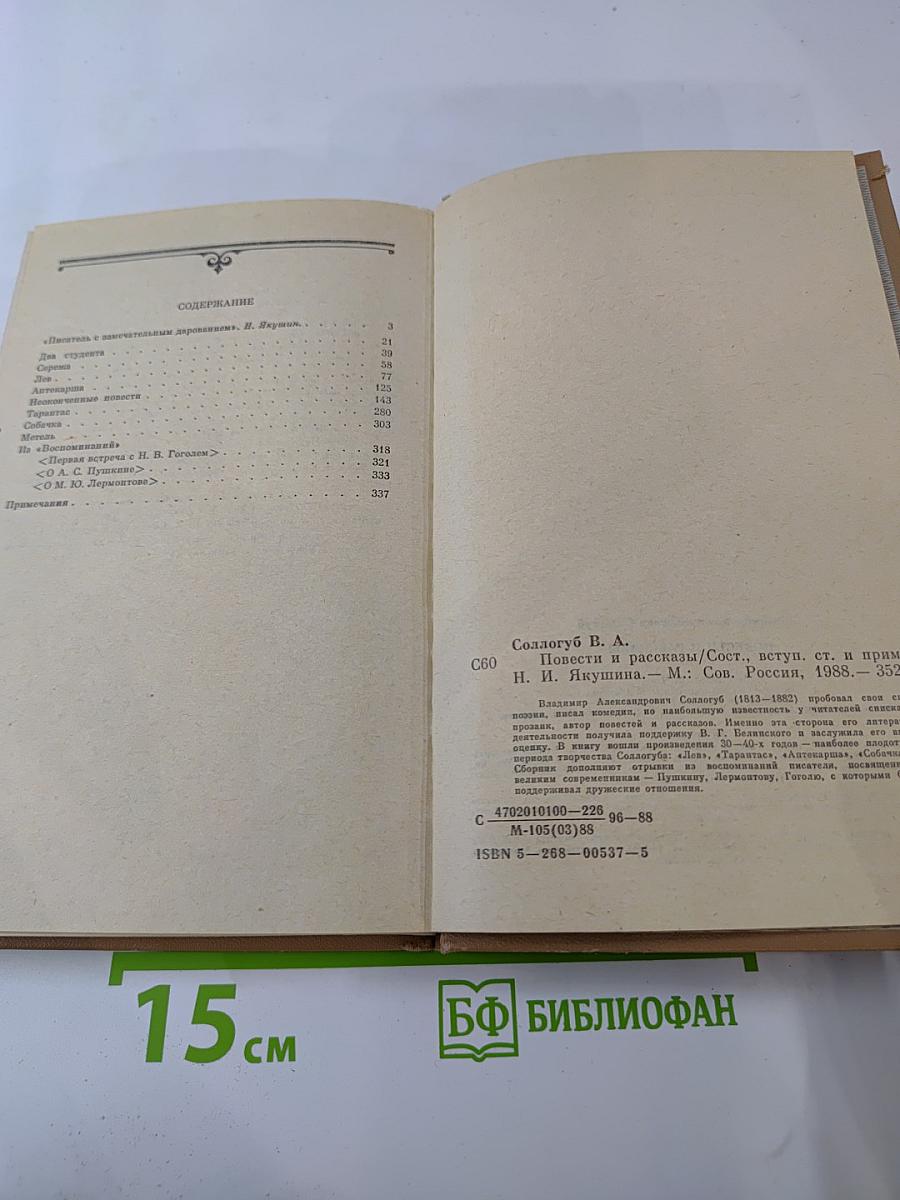 СОДЕРЖАНИЕ
«Писатель с замечательным дарованием». Н. Якушин. 3
Два студента 21
Сережа 39
Лев 58
Аптекарша 77
Неоконченные повести 125
Тарантас 143
Собачка 280
Метель 303
Из «Воспоминаний»
<Первая встреча с Н. В. Гоголем> 318
<О А. С. Пушкине> 321
<О М. Ю. Лермонтове> 333
Примечания 337
Соллогуб В. А.
С60 Повести и рассказы/Сост., вступ. ст. и прим
Н. И. Якушина.— М.: Сов. Россия, 1988.— 352
Владимир Александрович Соллогуб (1813—1882) пробовал свои
поэзии, писал комедии, но наибольшую известность у читателей
прозаик, автор повестей и рассказов. Именно эта сторона его
деятельности получила поддержку В. Г. Белинского и заслужила его
оценку. В книгу вошли произведения 30—40-х годов — наиболее
периода творчества Соллогуба: «Лев», «Тарантас», «Аптекарша»,
Сборник дополняют отрывки из воспоминаний писателя,
великим современникам — Пушкину, Лермонтову, Гоголю, с которыми
поддерживал дружеские отношения.
С 4702010100—226 96—88
М-105(03)88
ISBN 5—268—00537—5
15 см
БФ БИБЛИОФАН